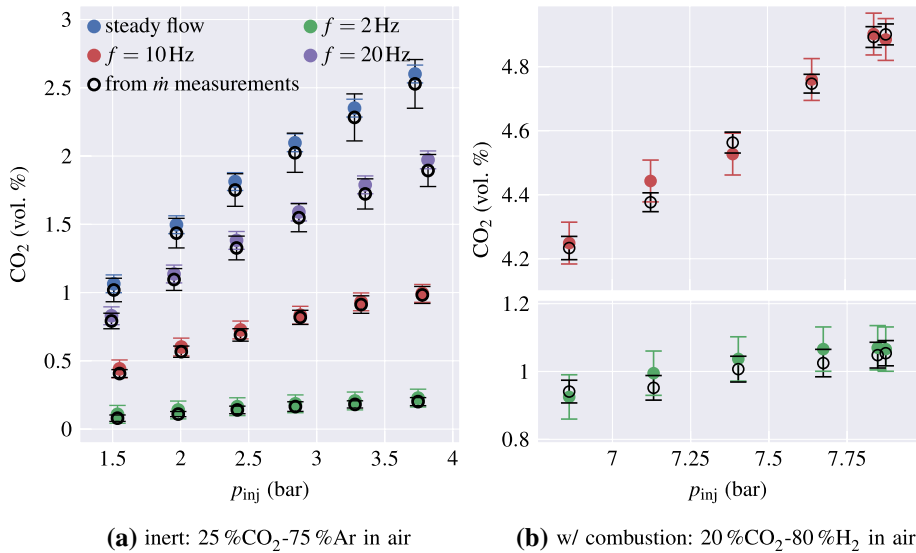 steady flow
f = 2 Hz
f = 10 Hz
f = 20 Hz
from ṁ measurements
CO₂ (vol. %)
3
2.5
2
1.5
1
0.5
0
1.5 2 2.5 3 3.5 4
p_inj (bar)
(a) inert: 25 %CO₂-75 %Ar in air
CO₂ (vol. %)
4.8
4.6
4.4
4.2
1.2
1
0.8
7 7.25 7.5 7.75
p_inj (bar)
(b) w/ combustion: 20 %CO₂-80 %H₂ in air